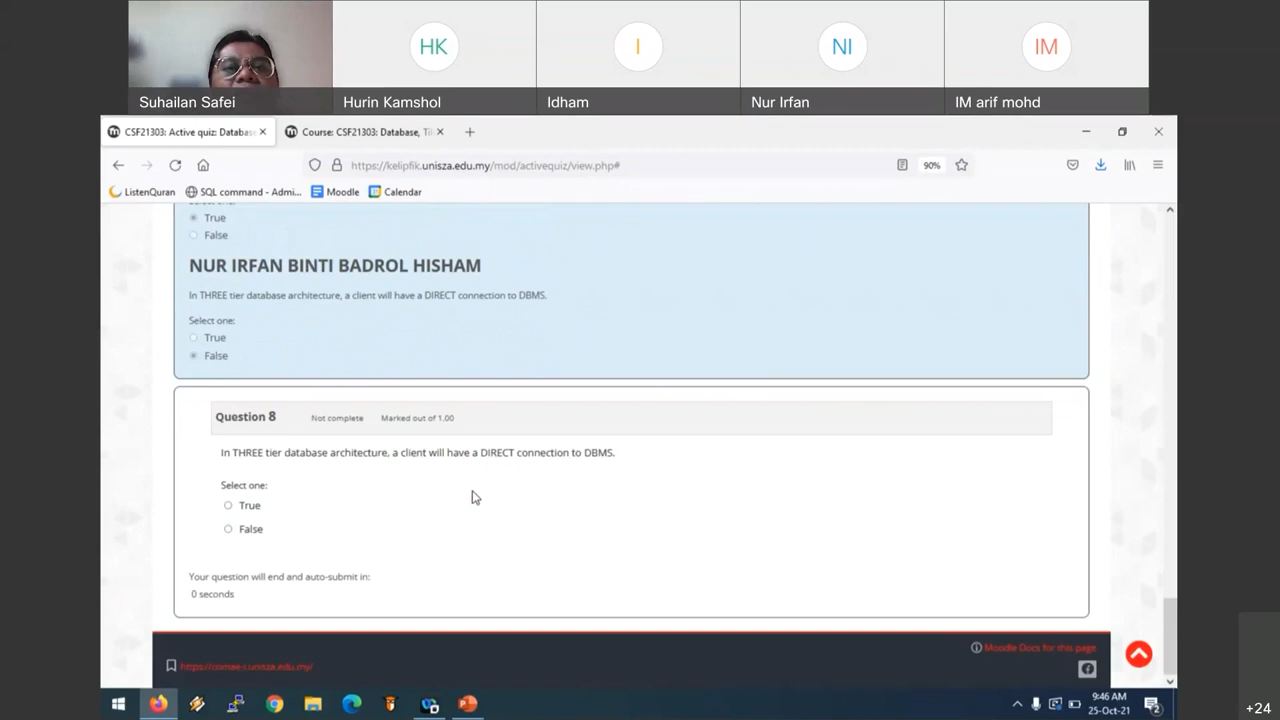 HK
I
NI
IM
Suhailan Safei
Hurin Kamshol
Idham
Nur Irfan
IM arif mohd
CSF21303: Active quiz: Database
Course: CSF21303: Database, Ti
https://kelipfik.unisza.edu.my/mod/activequiz/view.php#
90%
ListenQuran
SQL command - Admi...
Moodle
Calendar
True
False
NUR IRFAN BINTI BADROL HISHAM
In THREE tier database architecture, a client will have a DIRECT connection to DBMS.
Select one:
True
False
Question 8 Not complete Marked out of 1.00
In THREE tier database architecture, a client will have a DIRECT connection to DBMS.
Select one:
True
False
Your question will end and auto-submit in:
0 seconds
Moodle Docs for this page
9:46 AM
25-Oct-21
2
+24